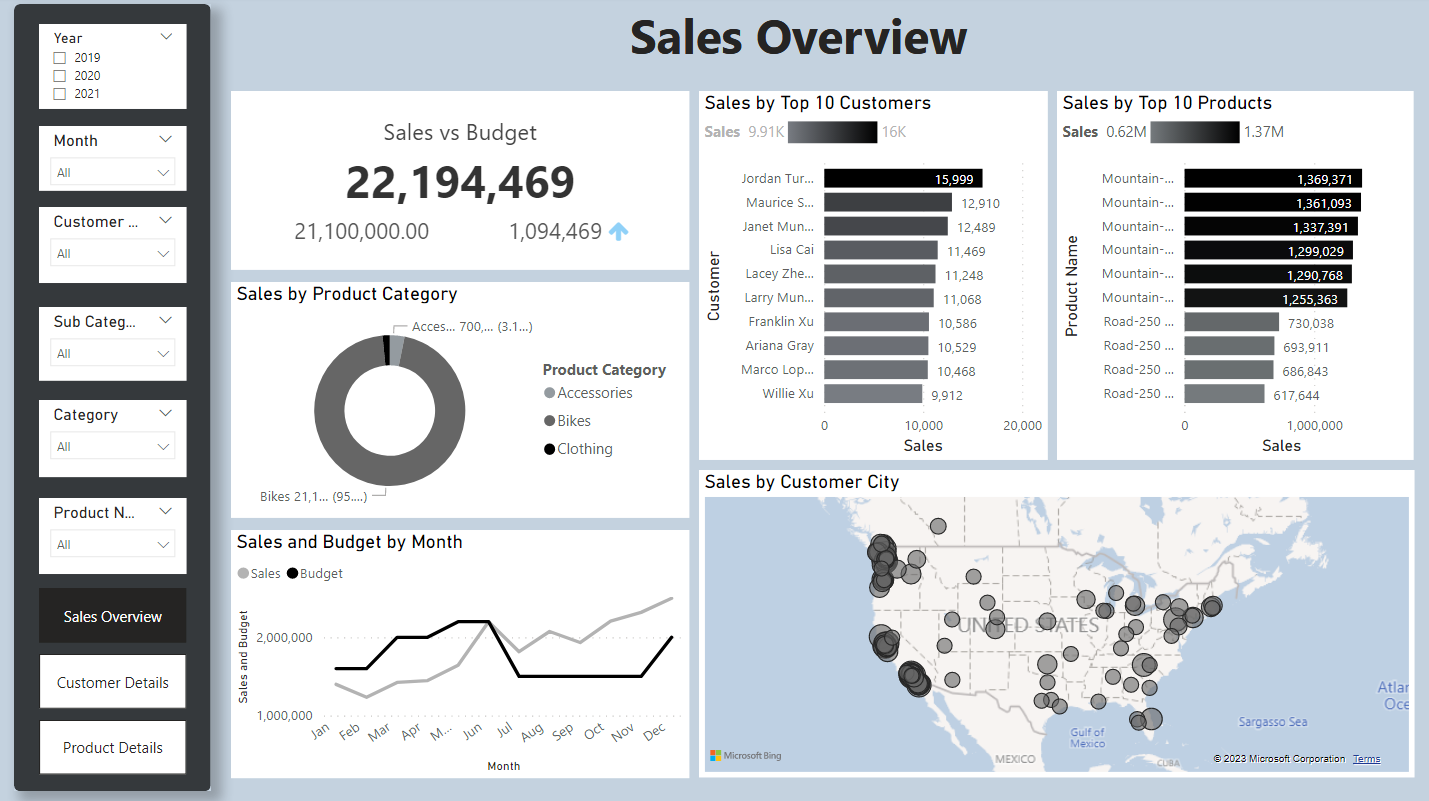 Sales Overview
Year
2019
2020
2021
Month
All
Customer ...
All
Sub Categ...
All
Category
All
Product N...
All
Sales Overview
Customer Details
Product Details
Sales vs Budget
22,194,469
21,100,000.00 1,094,469
Sales by Product Category
Acces... 700,... (3.1...)
Bikes 21,1... (95....)
Product Category
Accessories
Bikes
Clothing
Sales and Budget by Month
Sales Budget
Sales and Budget
2,000,000
1,000,000
Jan Feb Mar Apr M... Jun Jul Aug Sep Oct Nov Dec
Month
Sales by Top 10 Customers
Sales 9.91K 16K
Customer
Jordan Tur... 15,999
Maurice S... 12,910
Janet Mun... 12,489
Lisa Cai 11,469
Lacey Zhe... 11,248
Larry Mun... 11,068
Franklin Xu 10,586
Ariana Gray 10,529
Marco Lop... 10,468
Willie Xu 9,912
0 10,000 20,000
Sales
Sales by Top 10 Products
Sales 0.62M 1.37M
Product Name
Mountain-... 1,369,371
Mountain-... 1,361,093
Mountain-... 1,337,391
Mountain-... 1,299,029
Mountain-... 1,290,768
Mountain-... 1,255,363
Road-250 ... 730,038
Road-250 ... 693,911
Road-250 ... 686,843
Road-250 ... 617,644
0 1,000,000
Sales
Sales by Customer City
UNITED STATES
Atla
Oce
Sargasso Sea
Gulf of
Mexico
MEXICO
CUBA
Microsoft Bing
© 2023 Microsoft Corporation Terms